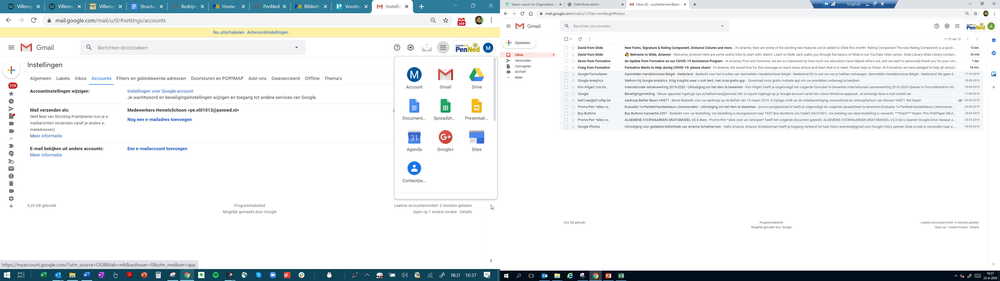 Villeroy
Villeroy
Villeroy
Structu
Bedrijve
Home -
PenNed
Biblioth
Voorbe
Instellin
mail.google.com/mail/u/0/#settings/accounts
209
Nu uitschakelen Antwoordinstellingen
Gmail
Berichten doorzoeken
Praktijkleren
PenNed
M
Instellingen
Algemeen Labels Inbox Accounts Filters en geblokkeerde adressen Doorsturen en POP/IMAP Add-ons Geavanceerd Offline Thema's
229
Accountinstellingen wijzigen:
Instellingen voor Google-account
Je wachtwoord en beveiligingsinstellingen wijzigen en toegang tot andere services van Google.
Mail verzenden als:
(Met Mail van Stichting Praktijkleren kun je e-
mailberichten verzenden vanaf je andere e-
mailadressen)
Meer informatie
Medewerkers HemelsSchoon <pe.nl01013@penned.nl>
Nog een e-mailadres toevoegen
E-mail bekijken uit andere accounts:
Meer informatie
Een e-mailaccount toevoegen
M
Account Gmail Drive
Document... Spreadsh... Presentati...
31
Agenda Google+ Sites
Contactpe...
0,29 GB gebruikt
Programmabeleid
Mogelijk gemaakt door Google
Laatste accountactiviteit: 0 minuten geleden
Open op 1 andere locatie · Details
https://myaccount.google.com/?utm_source=OGB&tab=mk&authuser=0&utm_medium=app
NLD 16:37
Search results for Organization s
Oefenfirma-admin
Inbox (4) - a.schekkerman@penn
ts.spl.dc
mail.google.com/mail/u/1/?tab=wm&ogbl#inbox
Gmail
Berichten doorzoeken
Praktijkleren
PenNed
A
Opstellen
1–13 van 13
Inbox 4
Verzonden
Concepten
Archief
Meer
David from Glide New Fonts, Signature & Rating Component, Distance Column and more. - Hi Arianne, here are some of the exciting new features we've added to Glide this month! Rating Component The new Rating Component is a quick ... 12 jun.
David from Glide Welcome to Glide, Arianne! - Welcome, Arianne! Here are some useful links to start with: Watch: Learn to Glide Jack walks you through the basics of Glide in our YouTube video series. Glide Library Glide Library contain... 26 mei
Kevin from Formative An Update from Formative on our COVID-19 Assistance Program - Hi Arianne, First and foremost, we are so impressed by how much our educators have helped others out, and we want to personally thank you for your con... 1 apr.
Craig from Formative Formative Wants to Help during COVID-19: please share! - Hi Arianne, We would love for this message to reach every school and team that is in need. Please help us Share. At Formative, we have pledged to help all school... 18 mrt.
Google Formulieren Aanmelden Handelsmissie België - Nederland - Bedankt voor het invullen van Aanmelden Handelsmissie België - Nederland Dit is wat we van je hebben ontvangen: Aanmelden Handelsmissie België - Nederland We gaan d... 17-10-2019
Google Analytics Welkom bij Google Analytics. Krijg insights waar u ook bent, met onze gratis app. - Download onze gratis mobiele app om uw prestaties onderweg te bekijken. 18-09-2019
Kim Hilgert (via Go. Internationale samenwerking 2019-2020 - Uitnodiging om het item te bewerken - Kim Hilgert heeft je uitgenodigd het volgende formulier te bewerken:Internationale samenwerking 2019-2020 Openen in FormulierenKim Hil... 18-09-2019
Google Beveiligingsmelding - Nieuw apparaat ingelogd opa.schekkerman@penned.nlEr is zojuist ingelogd op je Google-account vanaf een nieuw Windows-apparaat. Je ontvangt deze e-mail omdat we 17-09-2019
be01cee@pf.cofep.be Aankoop Belfair Beurs VH871 - Beste Bedankt voor uw aankoop op de Belfair van 15 maart 2019. In bijlage vindt uw de orderbevestiging, verzendnota en verkoopfactuur van dossier VH871 We hopen 03-05-2019
Promo-Pen *alles vo. Evaluatie 1e PenNed-handelsbeurs (Antwoorden) - Uitnodiging om het item te bewerken - promo-pen@penned.nl heeft je uitgenodigd de volgende spreadsheet te bewerken:Evaluatie 1e PenNed-handelsbeurs (Antwoorde... 25-04-2019
Buy Buttons Buy Buttons transactie 2397 - Bedankt voor uw bestelling. Uw bestelling is doorgestuurd naar TEST Bon-BonBons (no trade!) (NL01001). Uw betaling van deze bestelling is verwerkt. ***Klant*** Naam: Pim PinkPaper (NL0... 18-04-2019
Promo-Pen *alles vo. ALGEMENE-VOORWAARDEN-GRATISMODEL-V2.0.docx - Promo-Pen *alles voor uw verkopen* heeft het volgende document gedeeld: ALGEMENE-VOORWAARDEN-GRATISMODEL-V2.0.docx Openen Google Drive: bewaar a... 25-03-2019
Google Photos Uitnodiging voor gedeelde bibliotheek van Arianne Schekkerman - Hallo Arianne, Arianne Schekkerman heeft je toegang verleend tot haar foto's arenrene@gmail.com Google Foto's openen Deze e-mail is verzonden naar a.... 18-03-2019
0,02 GB gebruikt
Programmabeleid
Mogelijk gemaakt door Google
Laatste accountactiviteit: 0 minuten geleden
Open op 1 andere locatie · Details
16:37
23-6-2020